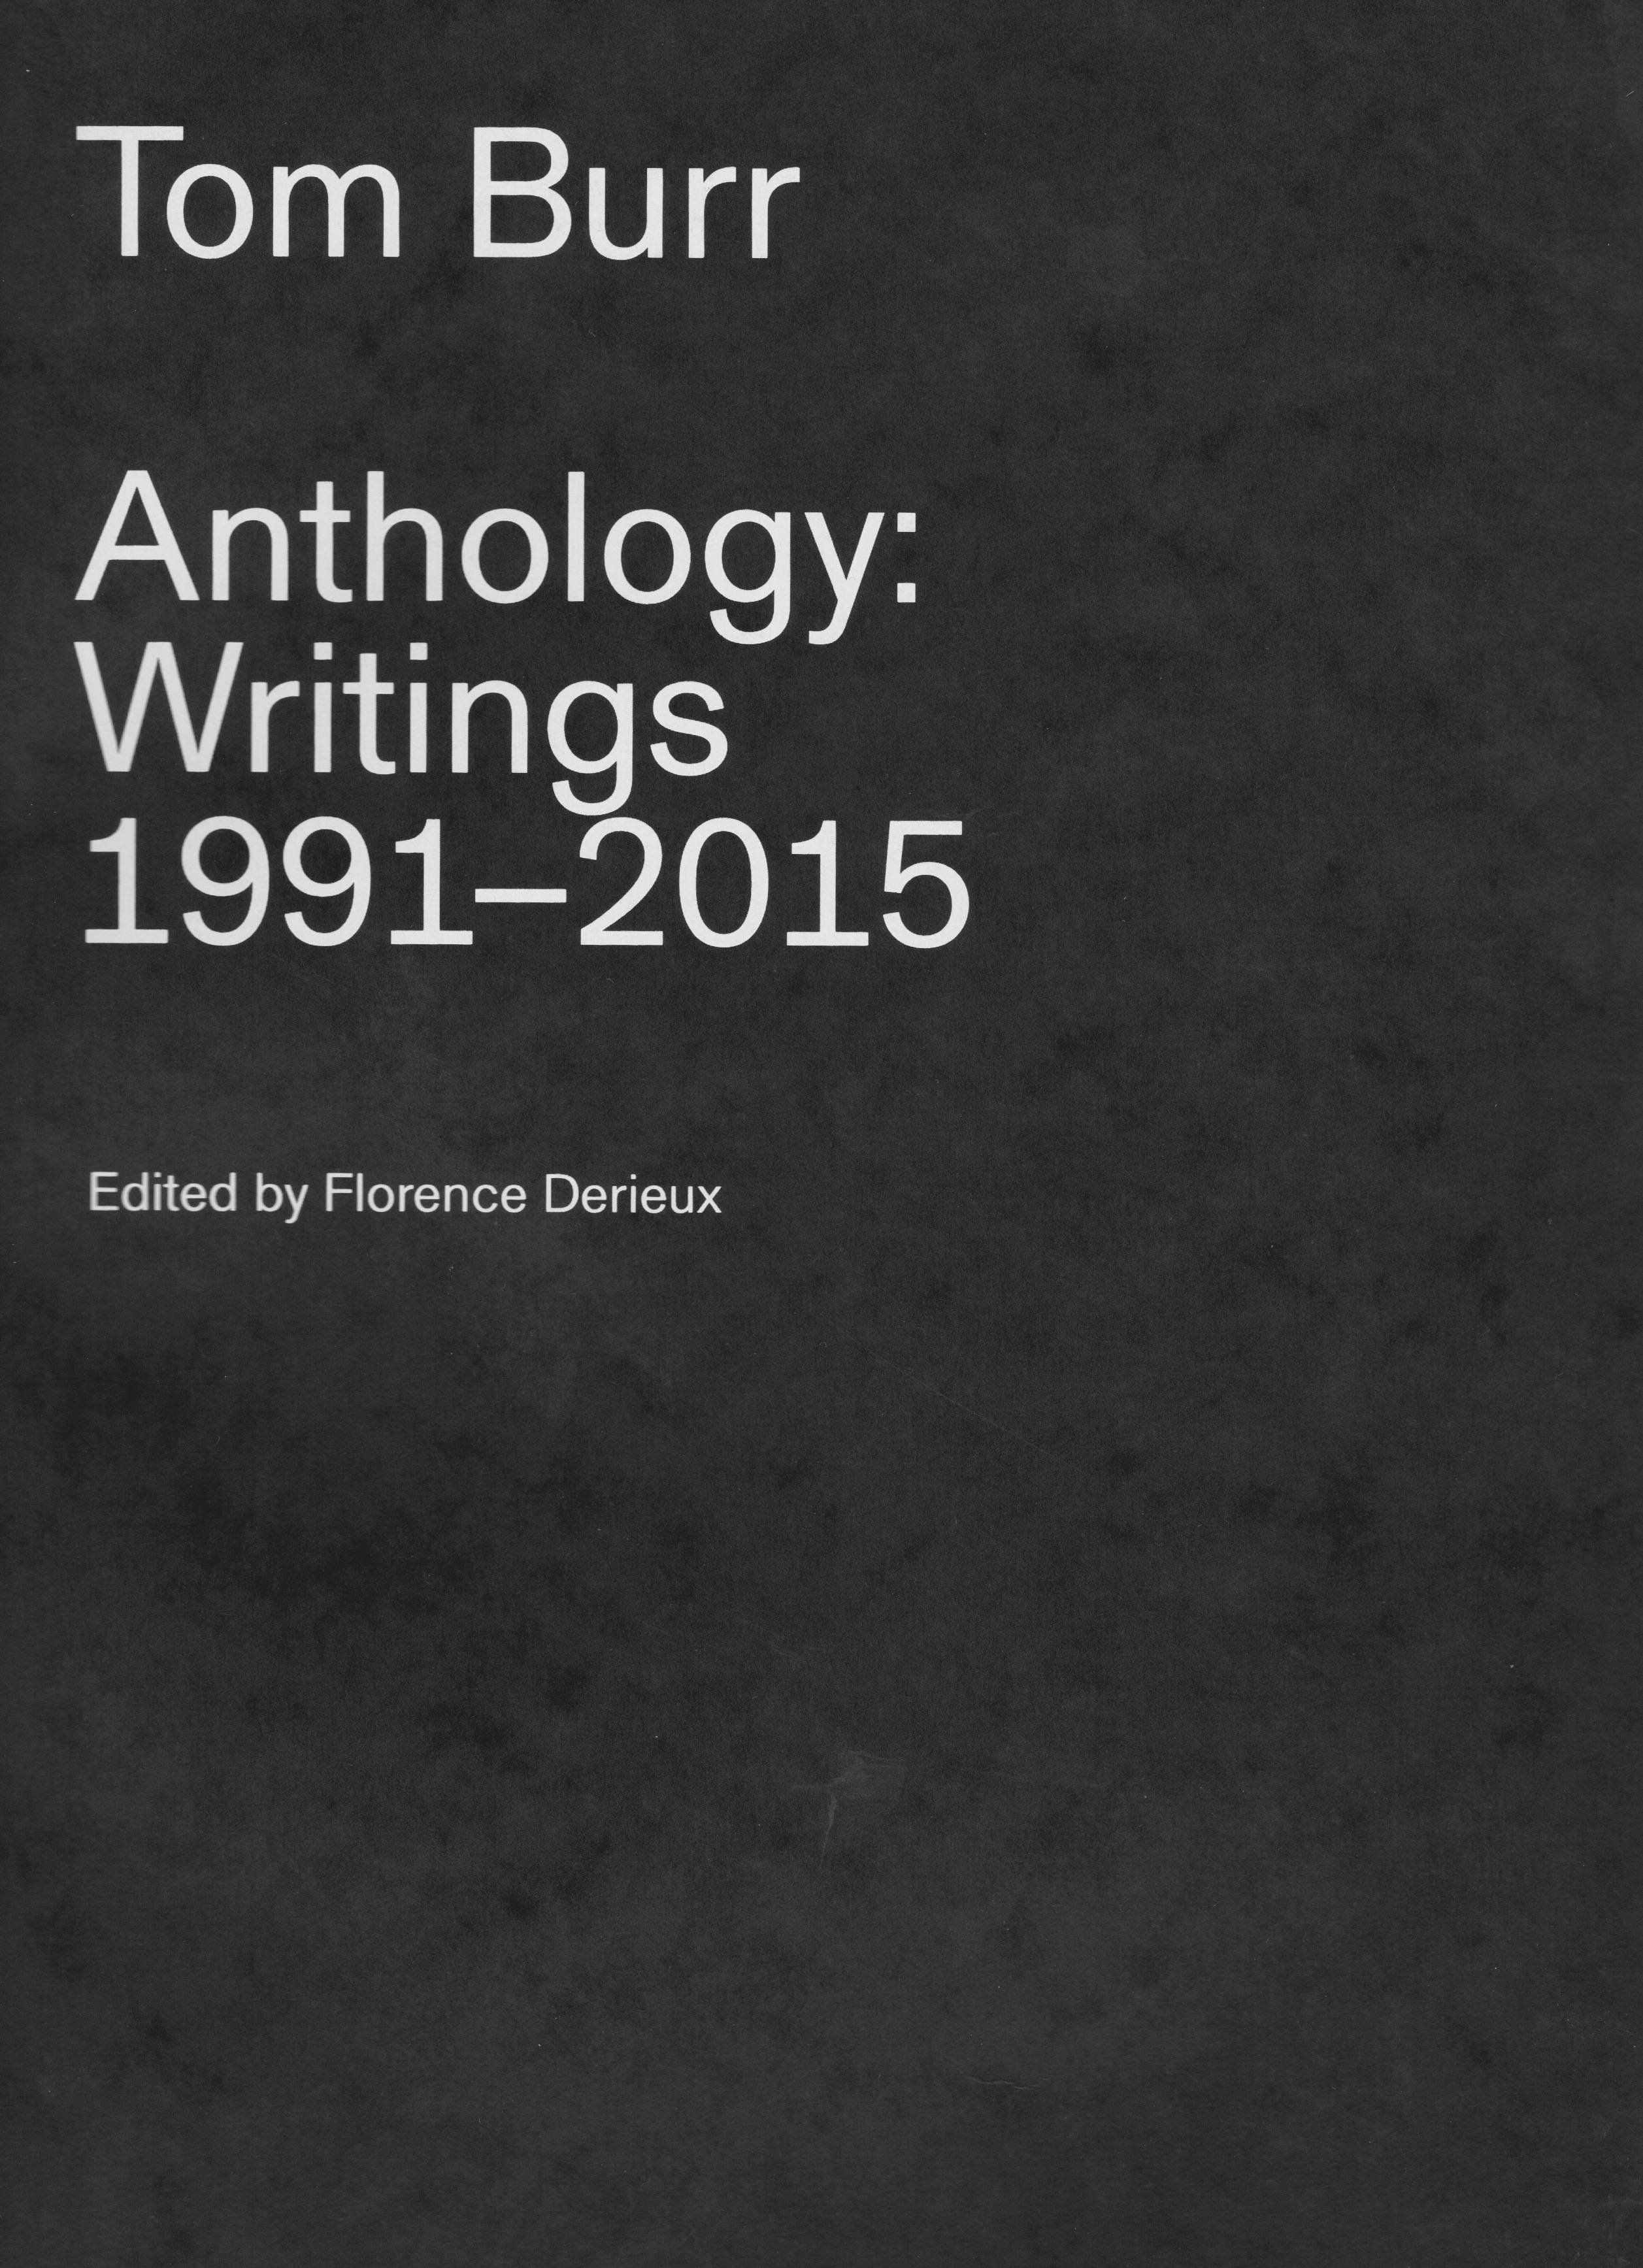 Tom Burr
Anthology:
Writings
1991–2015
Edited by Florence Derieux